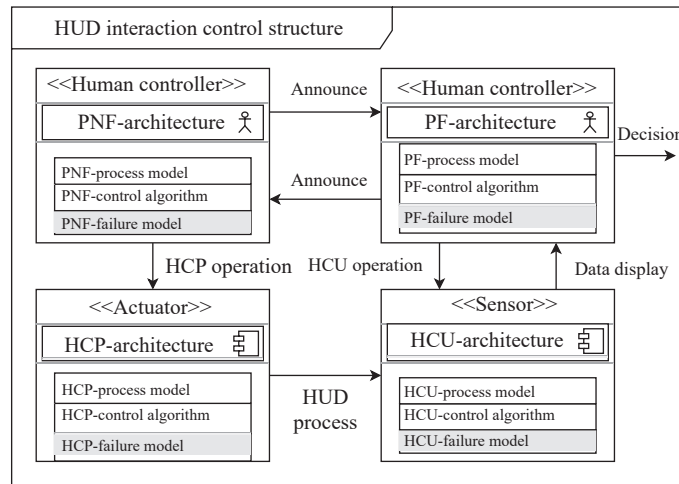 HUD interaction control structure
<<Human controller>>
PNF-architecture
PNF-process model
PNF-control algorithm
PNF-failure model
Announce
Announce
<<Human controller>>
PF-architecture
PF-process model
PF-control algorithm
PF-failure model
Decision
HCP operation
HCU operation
Data display
<<Actuator>>
HCP-architecture
HCP-process model
HCP-control algorithm
HCP-failure model
HUD
process
<<Sensor>>
HCU-architecture
HCU-process model
HCU-control algorithm
HCU-failure model